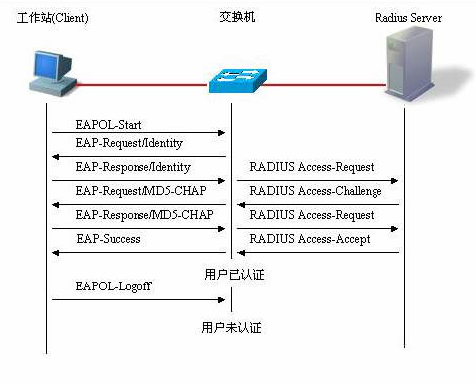 工作站(Client)
交换机
Radius Server
EAPOL-Start
EAP-Request/Identity
EAP-Response/Identity
RADIUS Access-Request
EAP-Request/MD5-CHAP
RADIUS Access-Challenge
EAP-Response/MD5-CHAP
RADIUS Access-Request
EAP-Success
RADIUS Access-Accept
用户已认证
EAPOL-Logoff
用户未认证